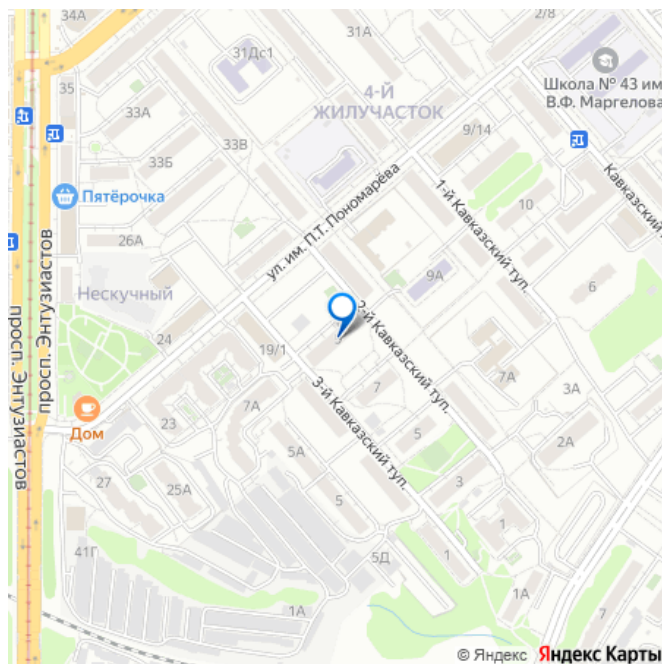 34А
2/8
31Дс1
31
Школа № 43 им.
В.Ф. Маргелова
35
4-Й
ЖИЛУЧАСТОК
33А
33В
9/14
33Б
Пятёрочка
ул. им. П.Т. Пономарёва
1-й Кавказский туп.
Кавказский
10
26А
9А
6
Нескучный
просп. Энтузиастов
просп. Энтузиастов
2-й Кавказский туп.
24
19/1
3-й Кавказский туп.
7
7А
3А
Дом
23
7А
5
2А
5А
27
25А
5
3
1
41Г
5Д
1
1А
1А
7
© Яндекс Яндекс Карты